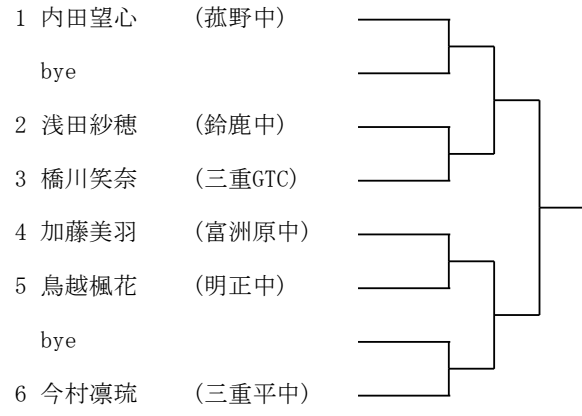 1 内田望心 (菰野中)
bye
2 浅田紗穂 (鈴鹿中)
3 橋川笑奈 (三重GTC)
4 加藤美羽 (富洲原中)
5 鳥越楓花 (明正中)
bye
6 今村凛琉 (三重平中)